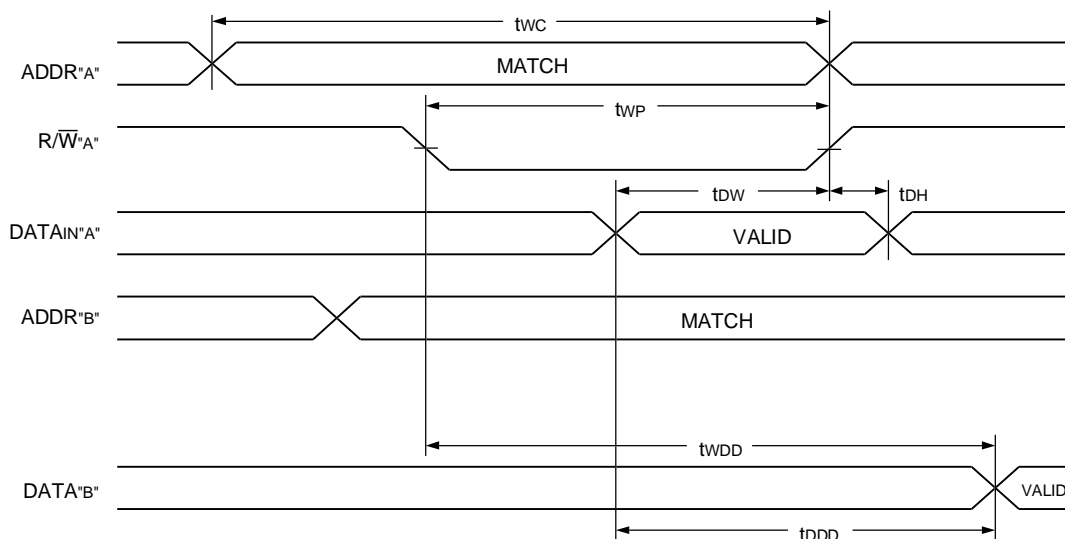 tWC
ADDR"A"
MATCH
tWP
R/W̅"A"
tDW
tDH
DATAIN"A"
VALID
ADDR"B"
MATCH
tWDD
DATA"B"
VALID
tDDD